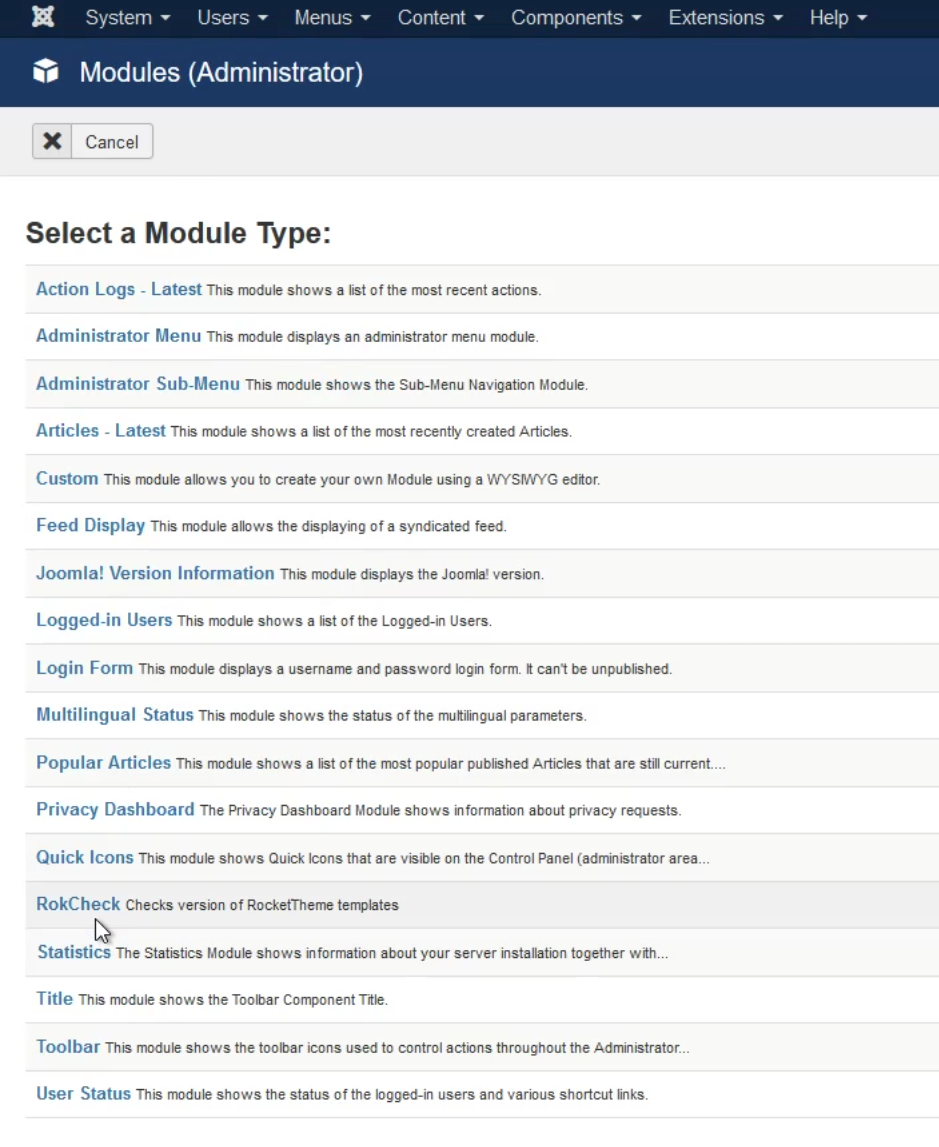 System Users Menus Content Components Extensions Help
Modules (Administrator)
Cancel
Select a Module Type:
Action Logs - Latest This module shows a list of the most recent actions.
Administrator Menu This module displays an administrator menu module.
Administrator Sub-Menu This module shows the Sub-Menu Navigation Module.
Articles - Latest This module shows a list of the most recently created Articles.
Custom This module allows you to create your own Module using a WYSIWYG editor.
Feed Display This module allows the displaying of a syndicated feed.
Joomla! Version Information This module displays the Joomla! version.
Logged-in Users This module shows a list of the Logged-in Users.
Login Form This module displays a username and password login form. It can't be unpublished.
Multilingual Status This module shows the status of the multilingual parameters.
Popular Articles This module shows a list of the most popular published Articles that are still current....
Privacy Dashboard The Privacy Dashboard Module shows information about privacy requests.
Quick Icons This module shows Quick Icons that are visible on the Control Panel (administrator area...
RokCheck Checks version of RocketTheme templates
Statistics The Statistics Module shows information about your server installation together with...
Title This module shows the Toolbar Component Title.
Toolbar This module shows the toolbar icons used to control actions throughout the Administrator...
User Status This module shows the status of the logged-in users and various shortcut links.